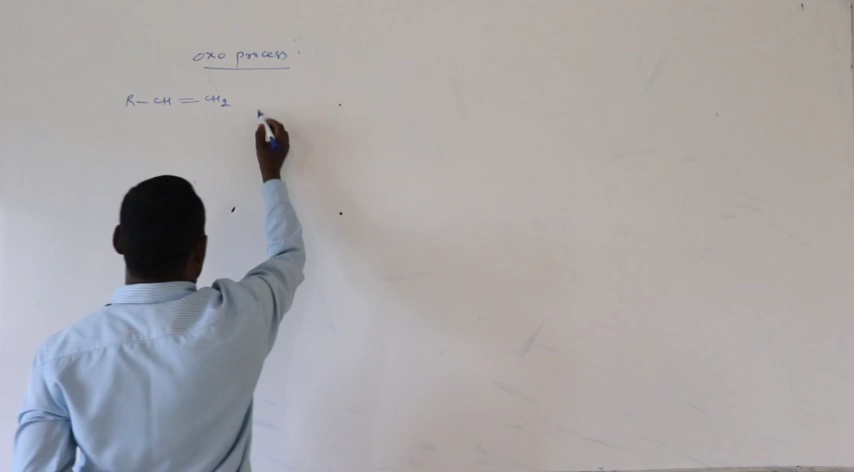 oxo process :
R - CH = CH2